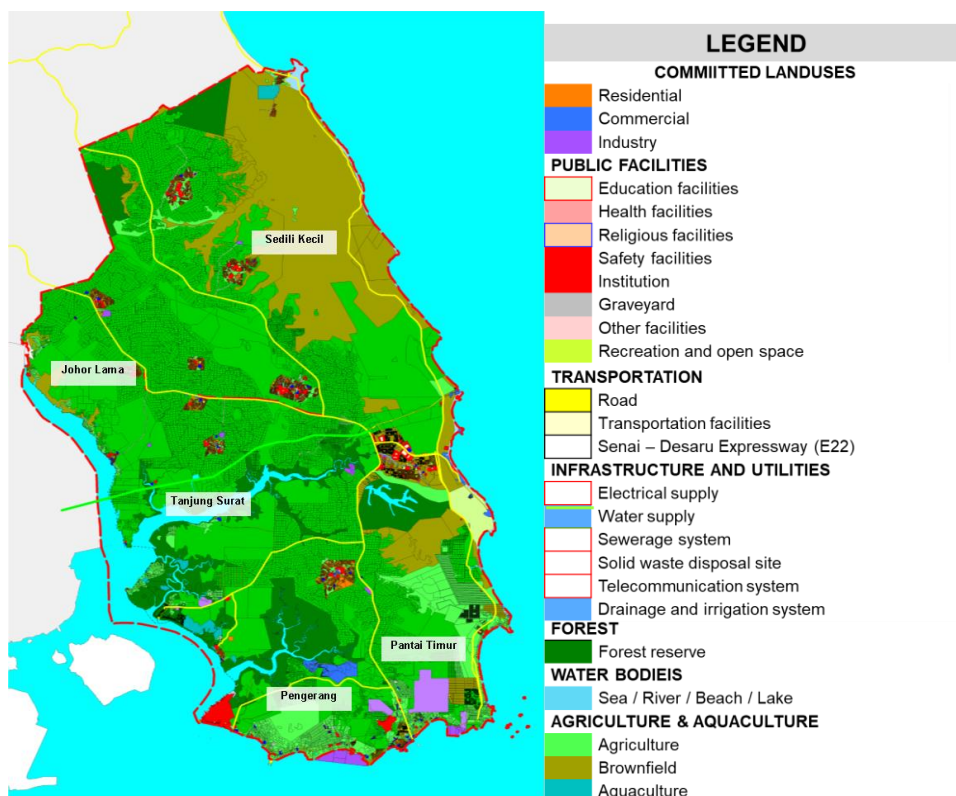 Sedili Kecil
Johor Lama
Tanjung Surat
Pantai Timur
Pengerang
LEGEND
COMMIITTED LANDUSES
Residential
Commercial
Industry
PUBLIC FACILITIES
Education facilities
Health facilities
Religious facilities
Safety facilities
Institution
Graveyard
Other facilities
Recreation and open space
TRANSPORTATION
Road
Transportation facilities
Senai – Desaru Expressway (E22)
INFRASTRUCTURE AND UTILITIES
Electrical supply
Water supply
Sewerage system
Solid waste disposal site
Telecommunication system
Drainage and irrigation system
FOREST
Forest reserve
WATER BODIEIS
Sea / River / Beach / Lake
AGRICULTURE & AQUACULTURE
Agriculture
Brownfield
Aquaculture